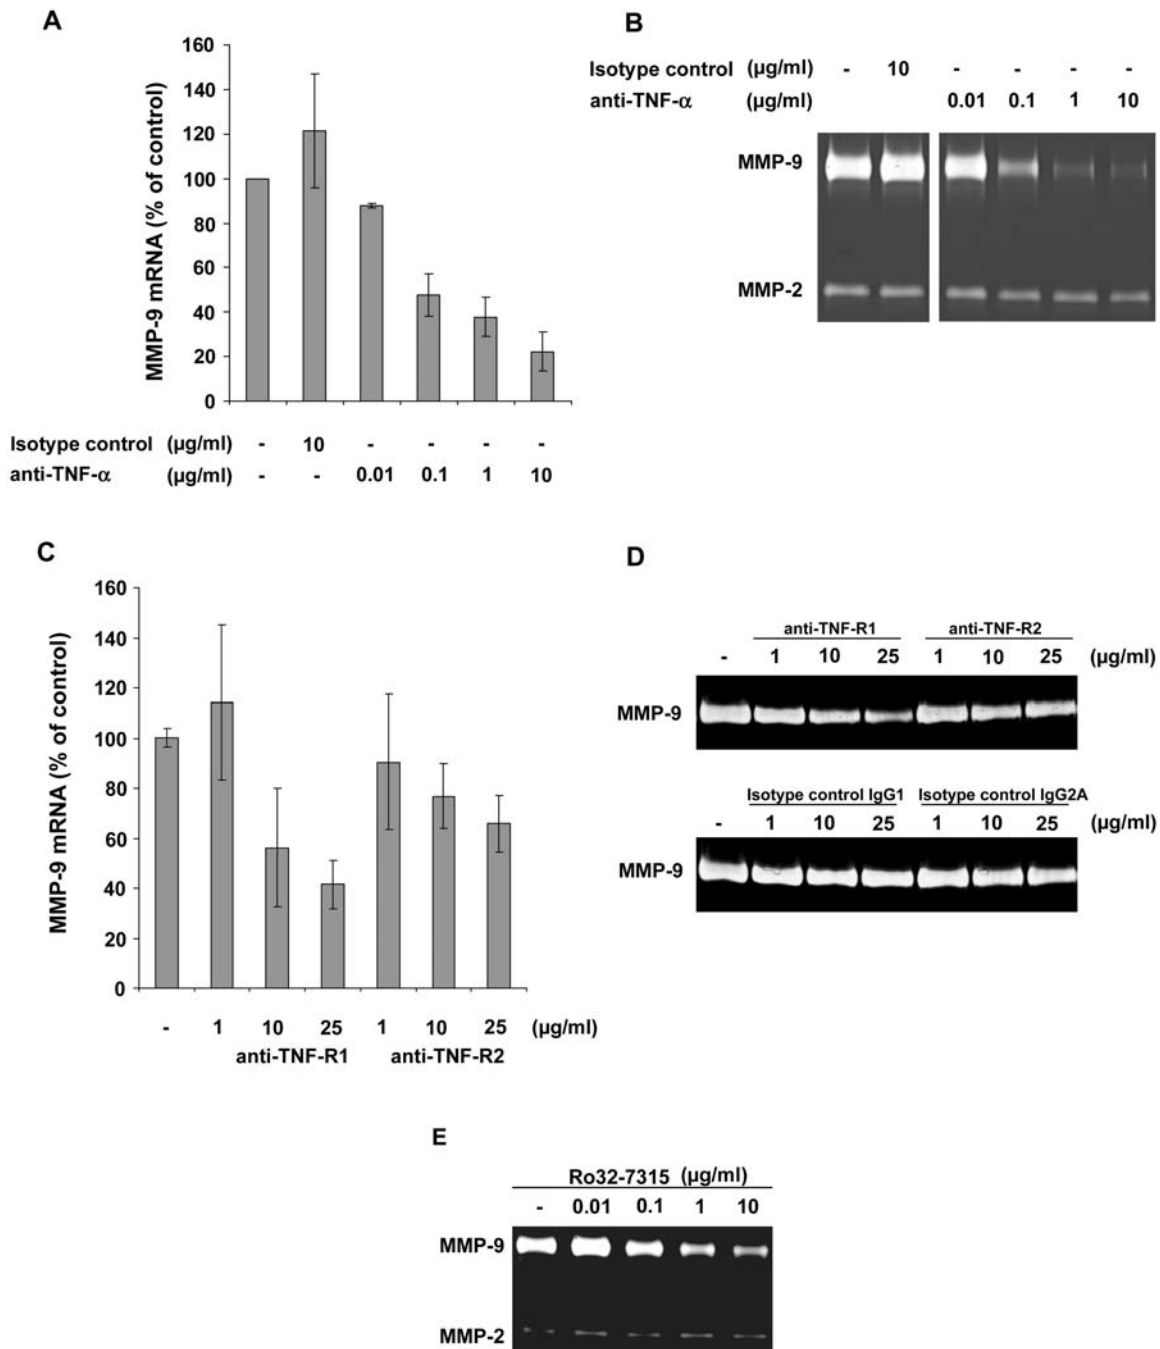 A
MMP-9 mRNA (% of control)
160
140
120
100
80
60
40
20
0
Isotype control (μg/ml) - 10 - - - -
anti-TNF-α (μg/ml) - - 0.01 0.1 1 10
B
Isotype control (μg/ml) - 10 - - - -
anti-TNF-α (μg/ml) 0.01 0.1 1 10
MMP-9
MMP-2
C
MMP-9 mRNA (% of control)
160
140
120
100
80
60
40
20
0
- 1 10 25 1 10 25 (μg/ml)
anti-TNF-R1 anti-TNF-R2
D
anti-TNF-R1 anti-TNF-R2
- 1 10 25 1 10 25 (μg/ml)
MMP-9
Isotype control IgG1 Isotype control IgG2A
- 1 10 25 1 10 25 (μg/ml)
MMP-9
E
Ro32-7315 (μg/ml)
- 0.01 0.1 1 10
MMP-9
MMP-2